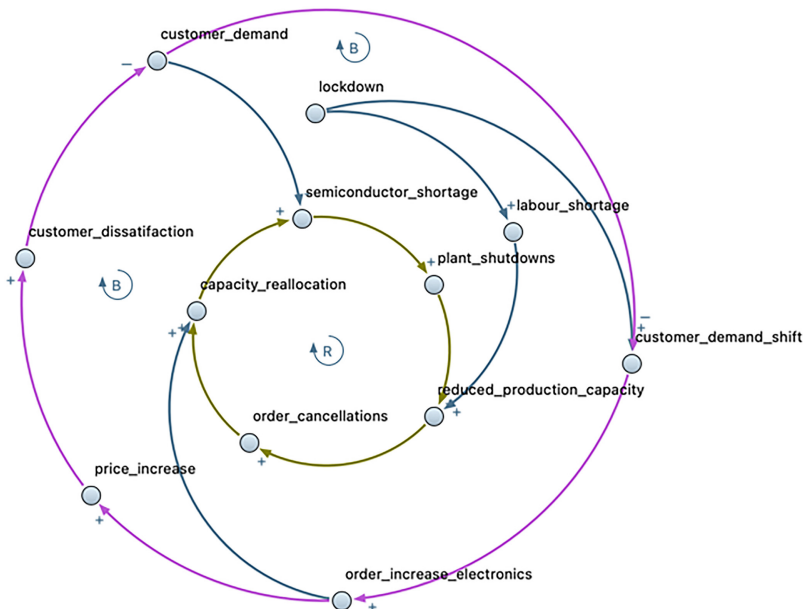 customer_demand
−
B
lockdown
semiconductor_shortage
+
+labour_shortage
customer_dissatifaction
+
+plant_shutdowns
+
B
capacity_reallocation
−
+
+ +
customer_demand_shift
R
reduced_production_capacity
+
order_cancellations
+
price_increase
+
order_increase_electronics
+